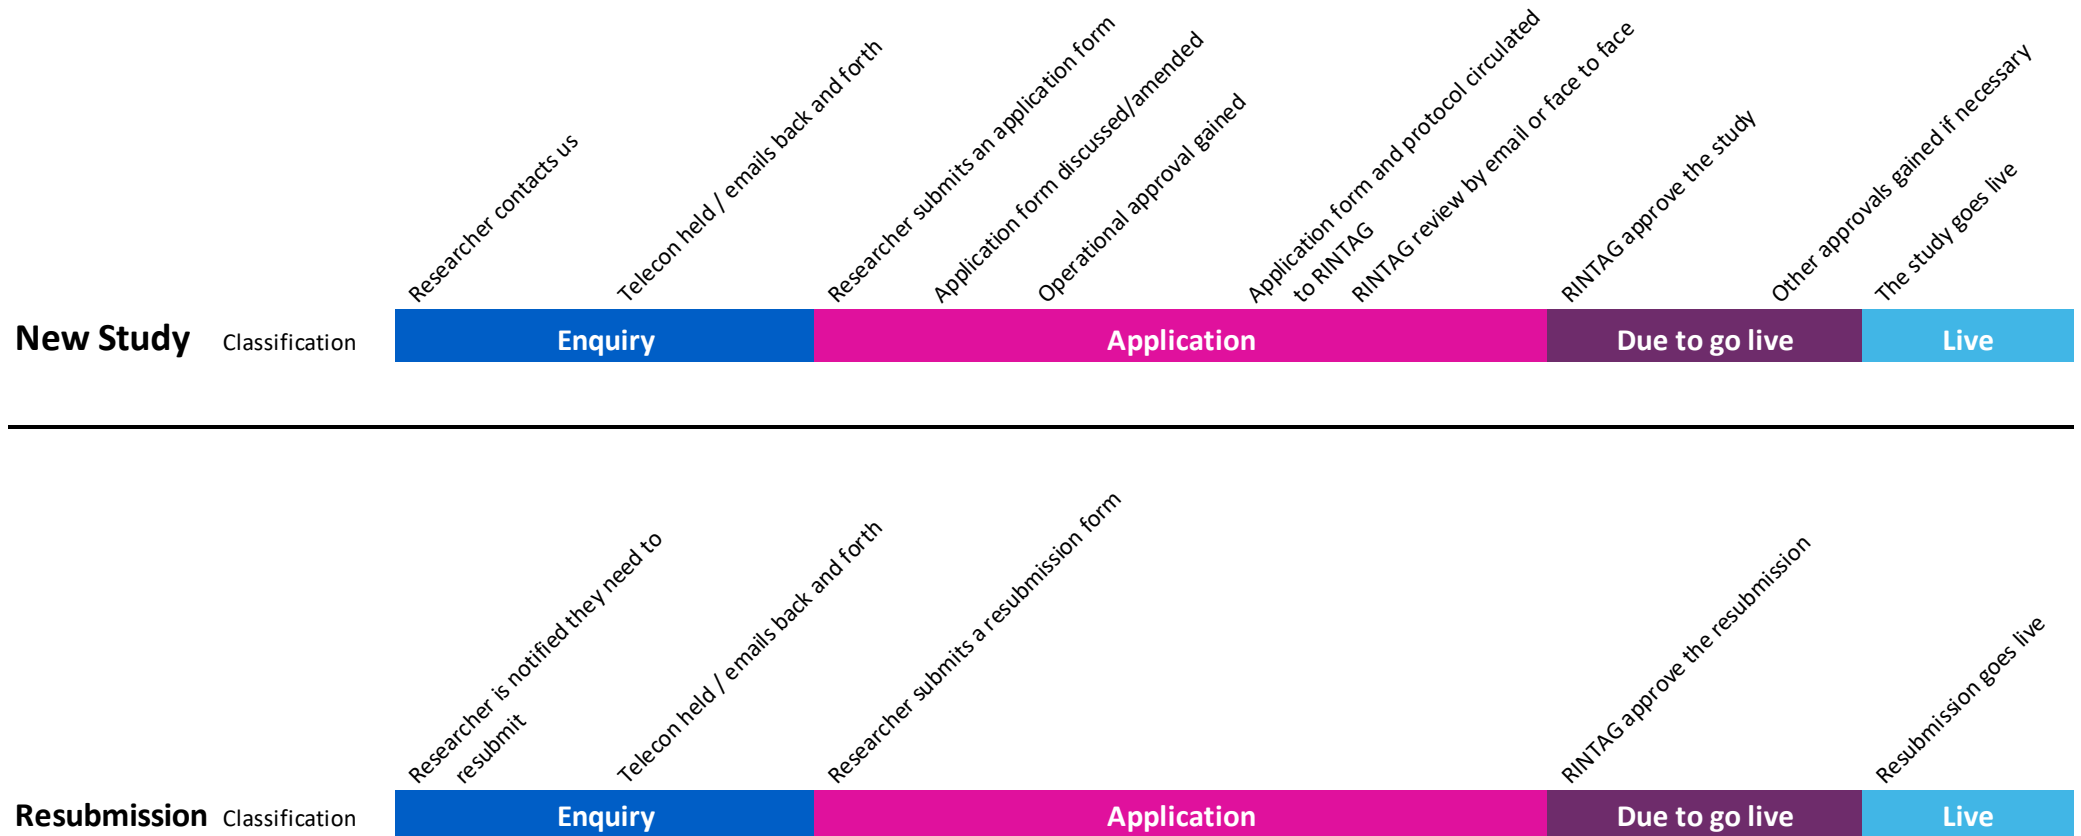 Researcher contacts us
Telecon held / emails back and forth
Researcher submits an application form
Application form discussed/amended
Operational approval gained
Application form and protocol circulated
to RINTAG
RINTAG review by email or face to face
RINTAG approve the study
Other approvals gained if necessary
The study goes live
New Study Classification
Enquiry
Application
Due to go live
Live
Researcher is notified they need to
resubmit
Telecon held / emails back and forth
Researcher submits a resubmission form
RINTAG approve the resubmission
Resubmission goes live
Resubmission Classification
Enquiry
Application
Due to go live
Live